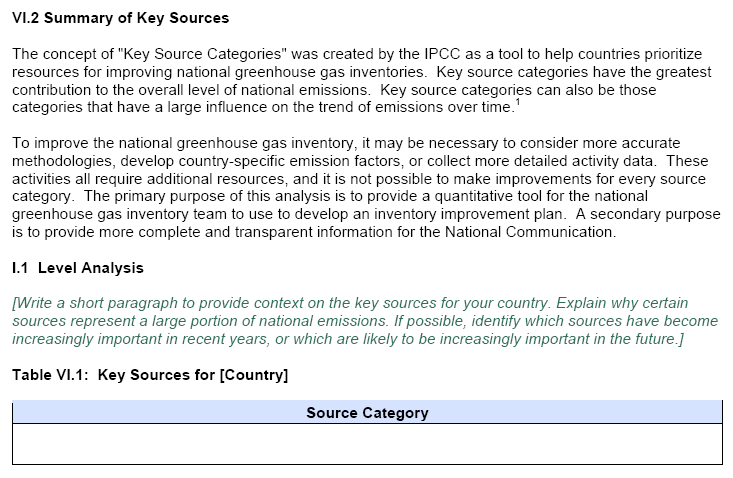 VI.2 Summary of Key Sources
The concept of "Key Source Categories" was created by the IPCC as a tool to help countries prioritize
resources for improving national greenhouse gas inventories.  Key source categories have the greatest
contribution to the overall level of national emissions.  Key source categories can also be those
categories that have a large influence on the trend of emissions over time.1
To improve the national greenhouse gas inventory, it may be necessary to consider more accurate
methodologies, develop country-specific emission factors, or collect more detailed activity data.  These
activities all require additional resources, and it is not possible to make improvements for every source
category.  The primary purpose of this analysis is to provide a quantitative tool for the national
greenhouse gas inventory team to use to develop an inventory improvement plan.  A secondary purpose
is to provide more complete and transparent information for the National Communication.
I.1  Level Analysis
[Write a short paragraph to provide context on the key sources for your country. Explain why certain
sources represent a large portion of national emissions. If possible, identify which sources have become
increasingly important in recent years, or which are likely to be increasingly important in the future.]
Table VI.1:  Key Sources for [Country]
Source Category